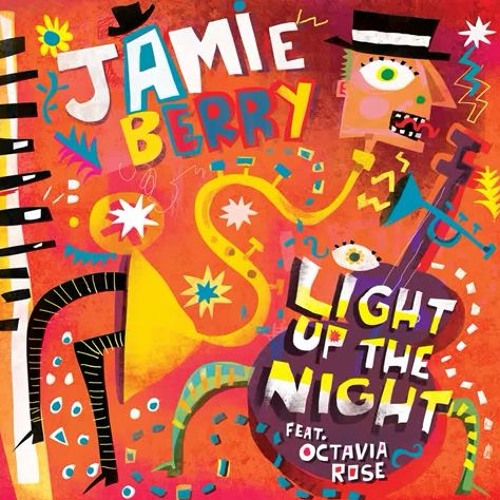 JAMIE
BERRY
LIGHT
UP THE
NIGHT
FEAT.
OCTAVIA
ROSE